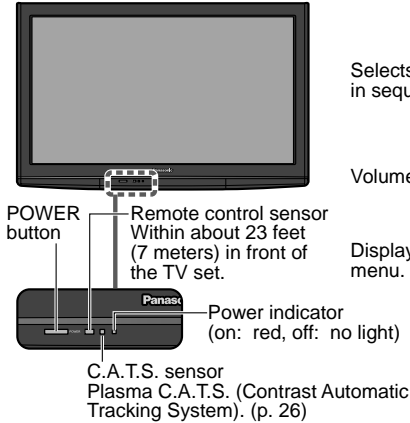 Panasonic
Selects
in sequ
Volume
Display
menu.
POWER
button
Remote control sensor
Within about 23 feet
(7 meters) in front of
the TV set.
Panaso
POWER
Power indicator
(on: red, off: no light)
C.A.T.S. sensor
Plasma C.A.T.S. (Contrast Automatic
Tracking System). (p. 26)